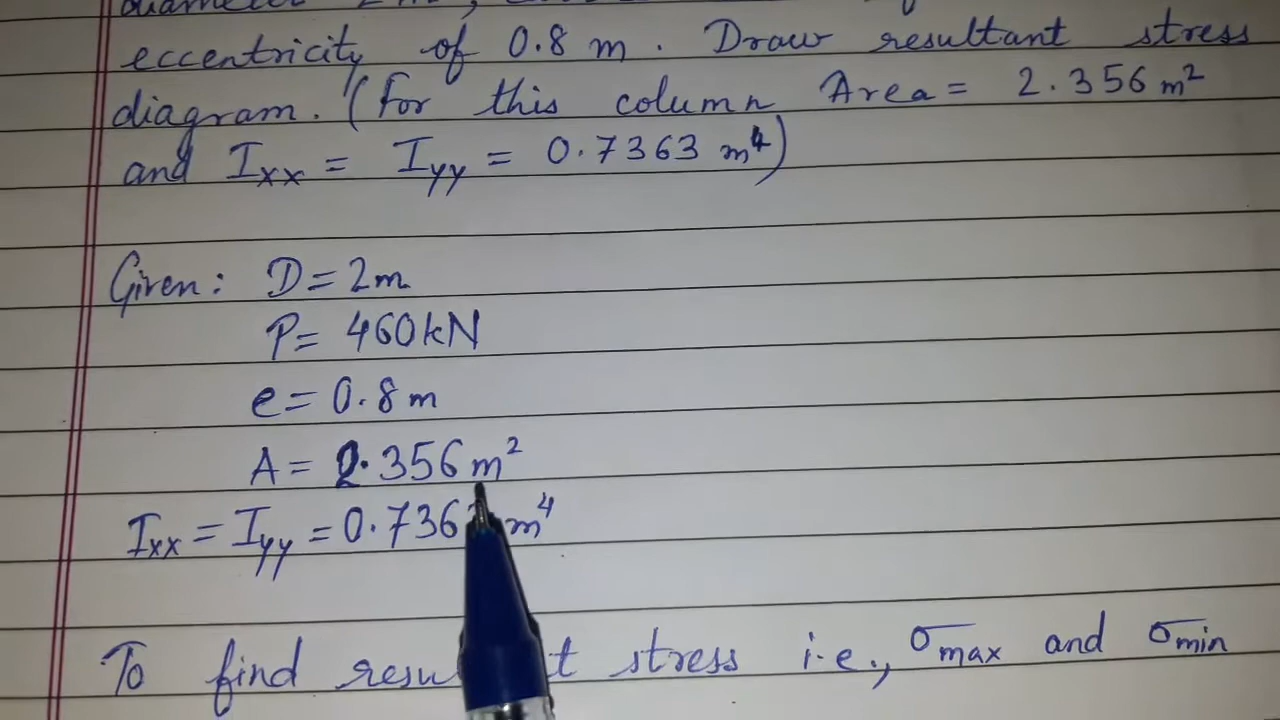 eccentricity of 0.8 m. Draw resultant stress
diagram. (For this column Area = 2.356 m²
and Ixx = Iyy = 0.7363 m⁴)
Given: D = 2m
P = 460kN
e = 0.8 m
A = 2.356 m²
Ixx = Iyy = 0.736 m⁴
To find resu t stress i.e., σmax and σmin